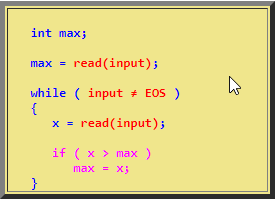 int max;
max = read(input);
while ( input ≠ EOS )
{
x = read(input);
if ( x > max )
max = x;
}